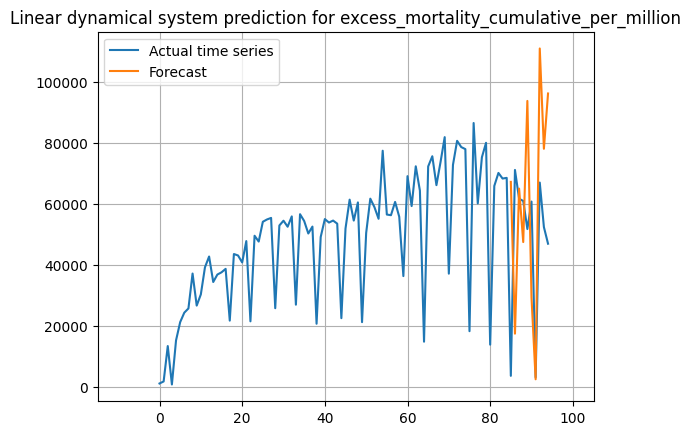 Linear dynamical system prediction for excess_mortality_cumulative_per_million
Actual time series
Forecast
100000
80000
60000
40000
20000
0
0 20 40 60 80 100